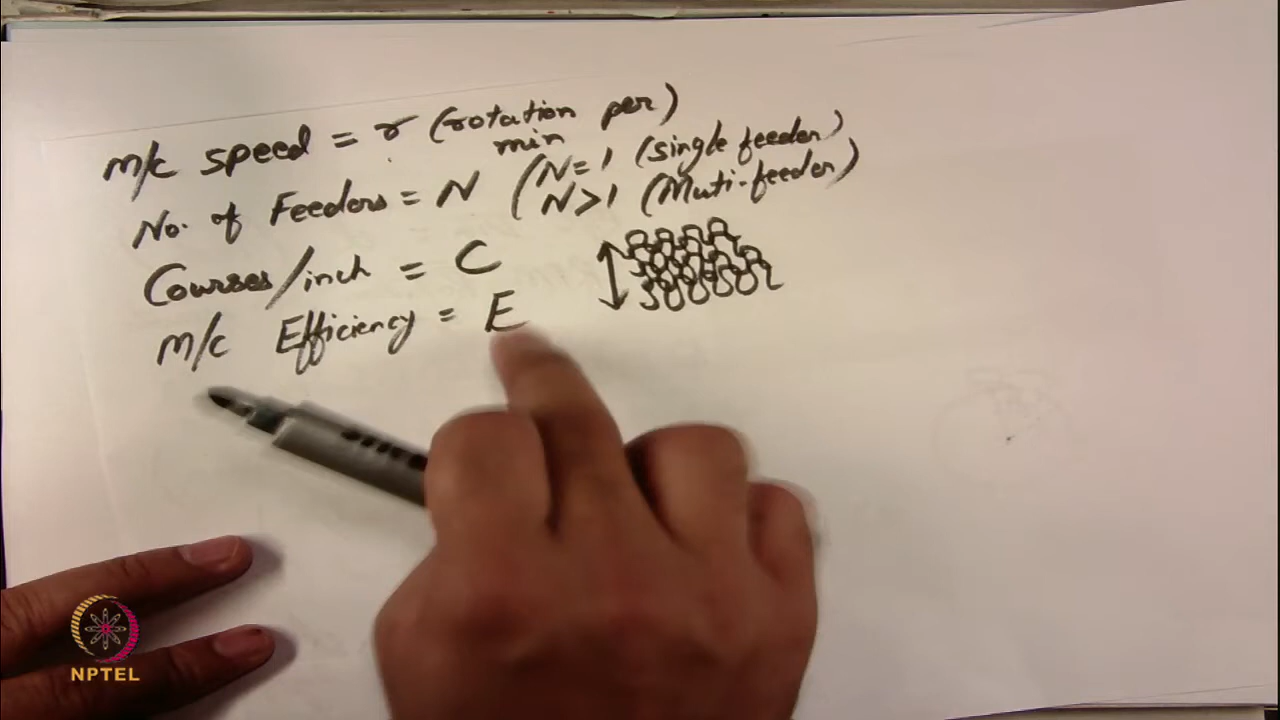 m/c speed = r (rotation per min)
No. of Feeders = N (N=1 (single feeder)
N>1 (Muti-feeder)
Courses/inch = C
m/c Efficiency = E
NPTEL